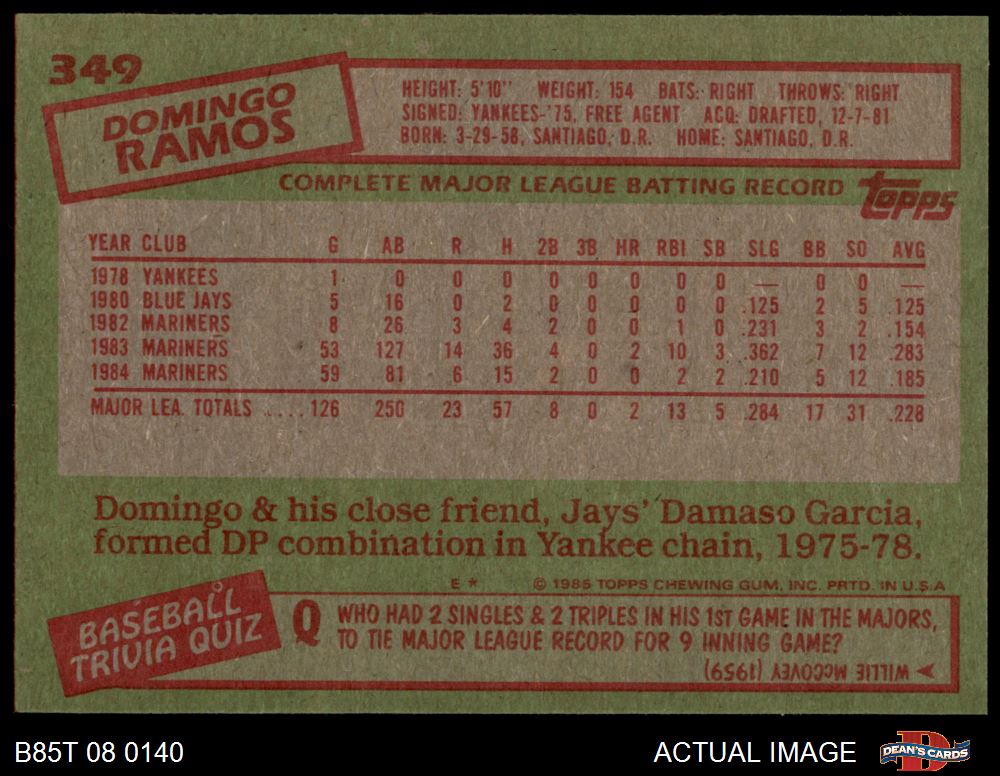 349
DOMINGO
RAMOS
HEIGHT: 5'10" WEIGHT: 154 BATS: RIGHT THROWS: RIGHT
SIGNED: YANKEES-'75, FREE AGENT ACQ: DRAFTED, 12-7-81
BORN: 3-29-58, SANTIAGO, D.R. HOME: SANTIAGO, D.R.
COMPLETE MAJOR LEAGUE BATTING RECORD topps
YEAR CLUB G AB R H 2B 3B HR RBI SB SLG BB SO AVG
1978 YANKEES 1 0 0 0 0 0 0 0 0 — 0 0 —
1980 BLUE JAYS 5 16 0 2 0 0 0 0 0 .125 2 5 .125
1982 MARINERS 8 26 3 4 2 0 0 1 0 .231 3 2 .154
1983 MARINERS 53 127 14 36 4 0 2 10 3 .362 7 12 .283
1984 MARINERS 59 81 6 15 2 0 0 2 2 .210 5 12 .185
MAJOR LEA. TOTALS ..... 126 250 23 57 8 0 2 13 5 .284 17 31 .228
Domingo & his close friend, Jays' Damaso Garcia,
formed DP combination in Yankee chain, 1975-78.
E * © 1985 TOPPS CHEWING GUM, INC. PRTD. IN U.S.A
BASEBALL
TRIVIA QUIZ
Q WHO HAD 2 SINGLES & 2 TRIPLES IN HIS 1ST GAME IN THE MAJORS,
TO TIE MAJOR LEAGUE RECORD FOR 9 INNING GAME?
WILLIE MCCOVEY (1959)
B85T 08 0140
ACTUAL IMAGE
D
DEAN'S CARDS